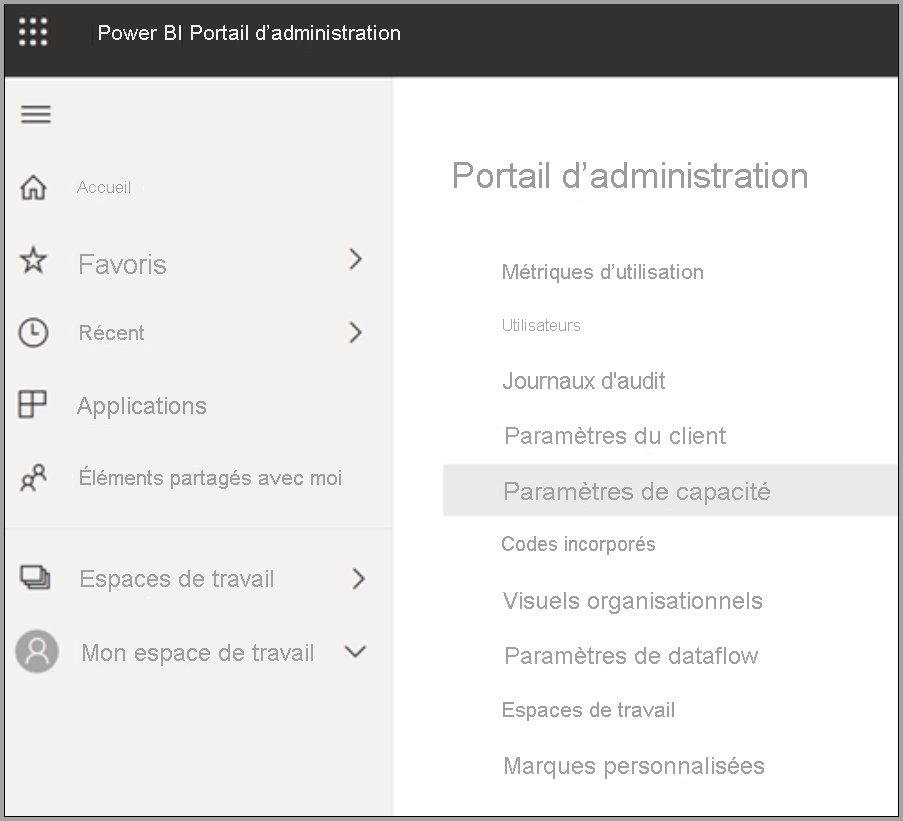 Power BI Portail d’administration
Accueil
Favoris
Récent
Applications
Éléments partagés avec moi
Espaces de travail
Mon espace de travail
Portail d’administration
Métriques d’utilisation
Utilisateurs
Journaux d'audit
Paramètres du client
Paramètres de capacité
Codes incorporés
Visuels organisationnels
Paramètres de dataflow
Espaces de travail
Marques personnalisées